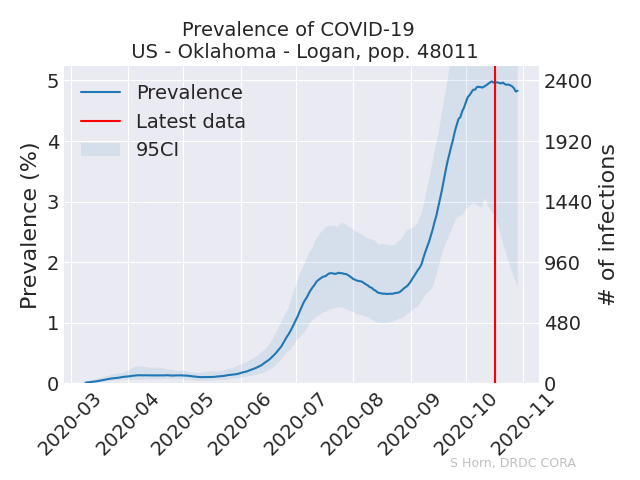 Prevalence of COVID-19
US - Oklahoma - Logan, pop. 48011
Prevalence
Latest data
95CI
Prevalence (%)
5
4
3
2
1
0
2400
1920
1440
960
480
0
# of infections
2020-03
2020-04
2020-05
2020-06
2020-07
2020-08
2020-09
2020-10
2020-11
S Horn, DRDC CORA